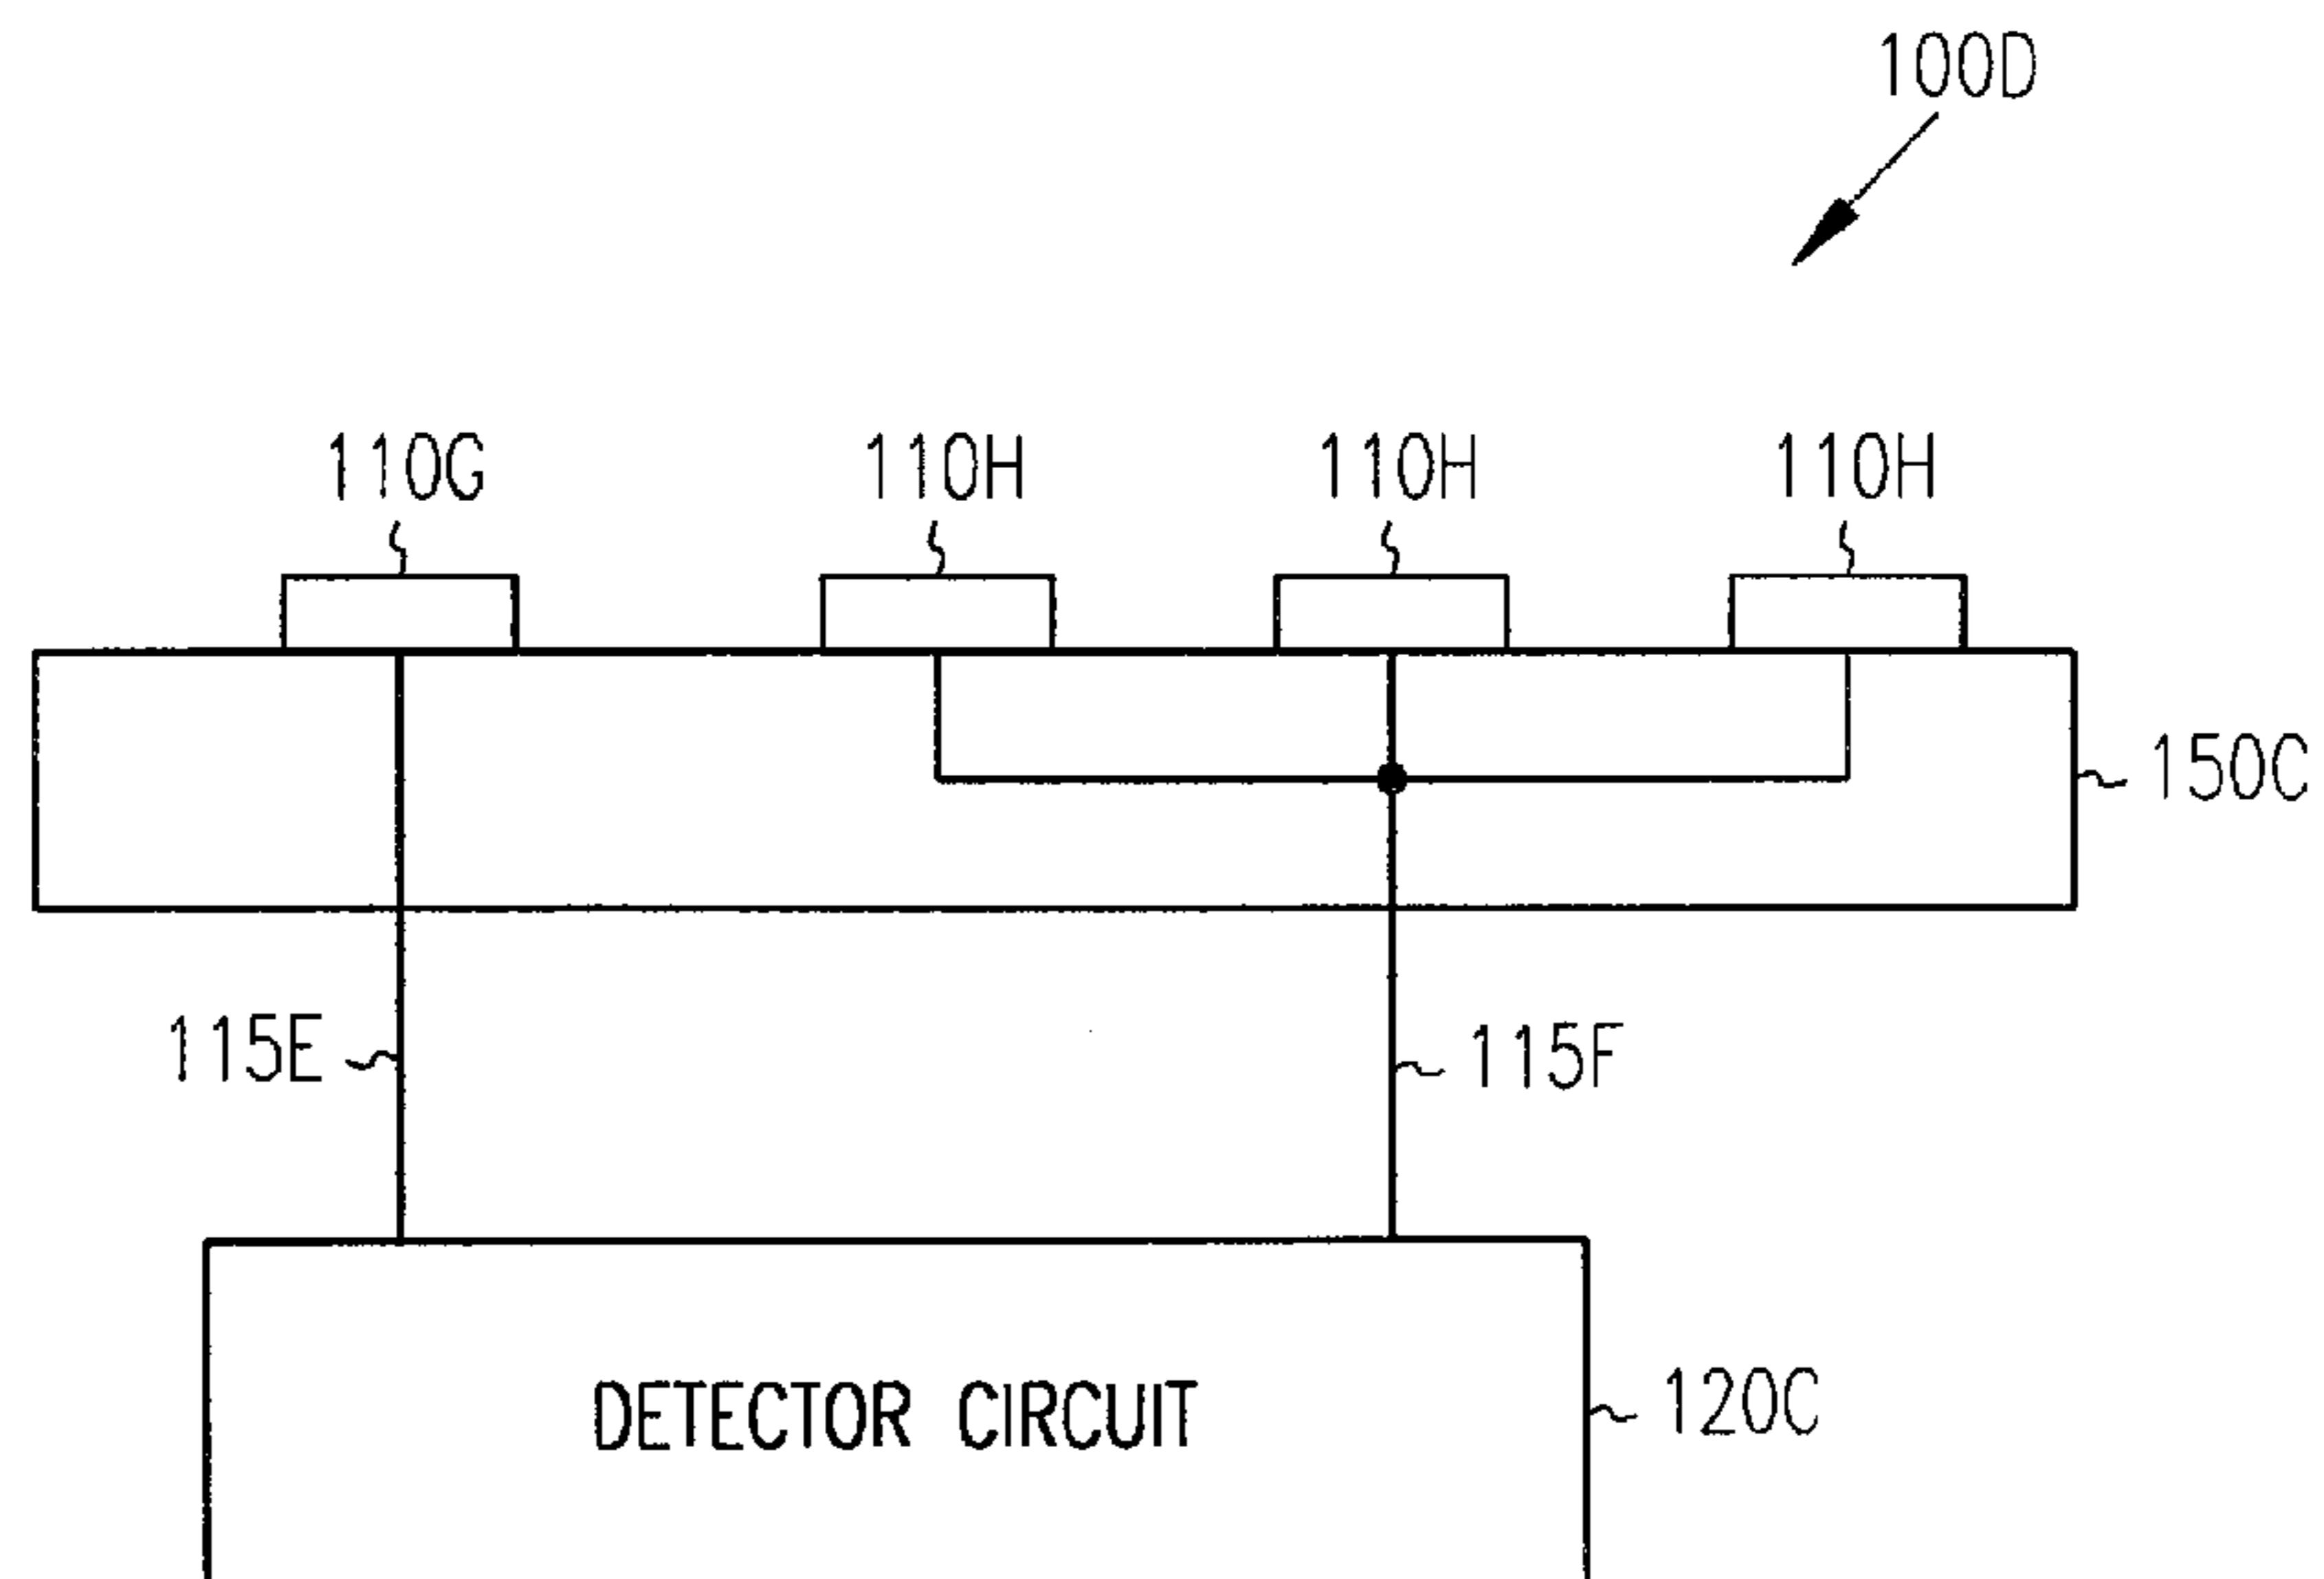 100D
110G 110H 110H 110H
150C
115E 115F
DETECTOR CIRCUIT
120C